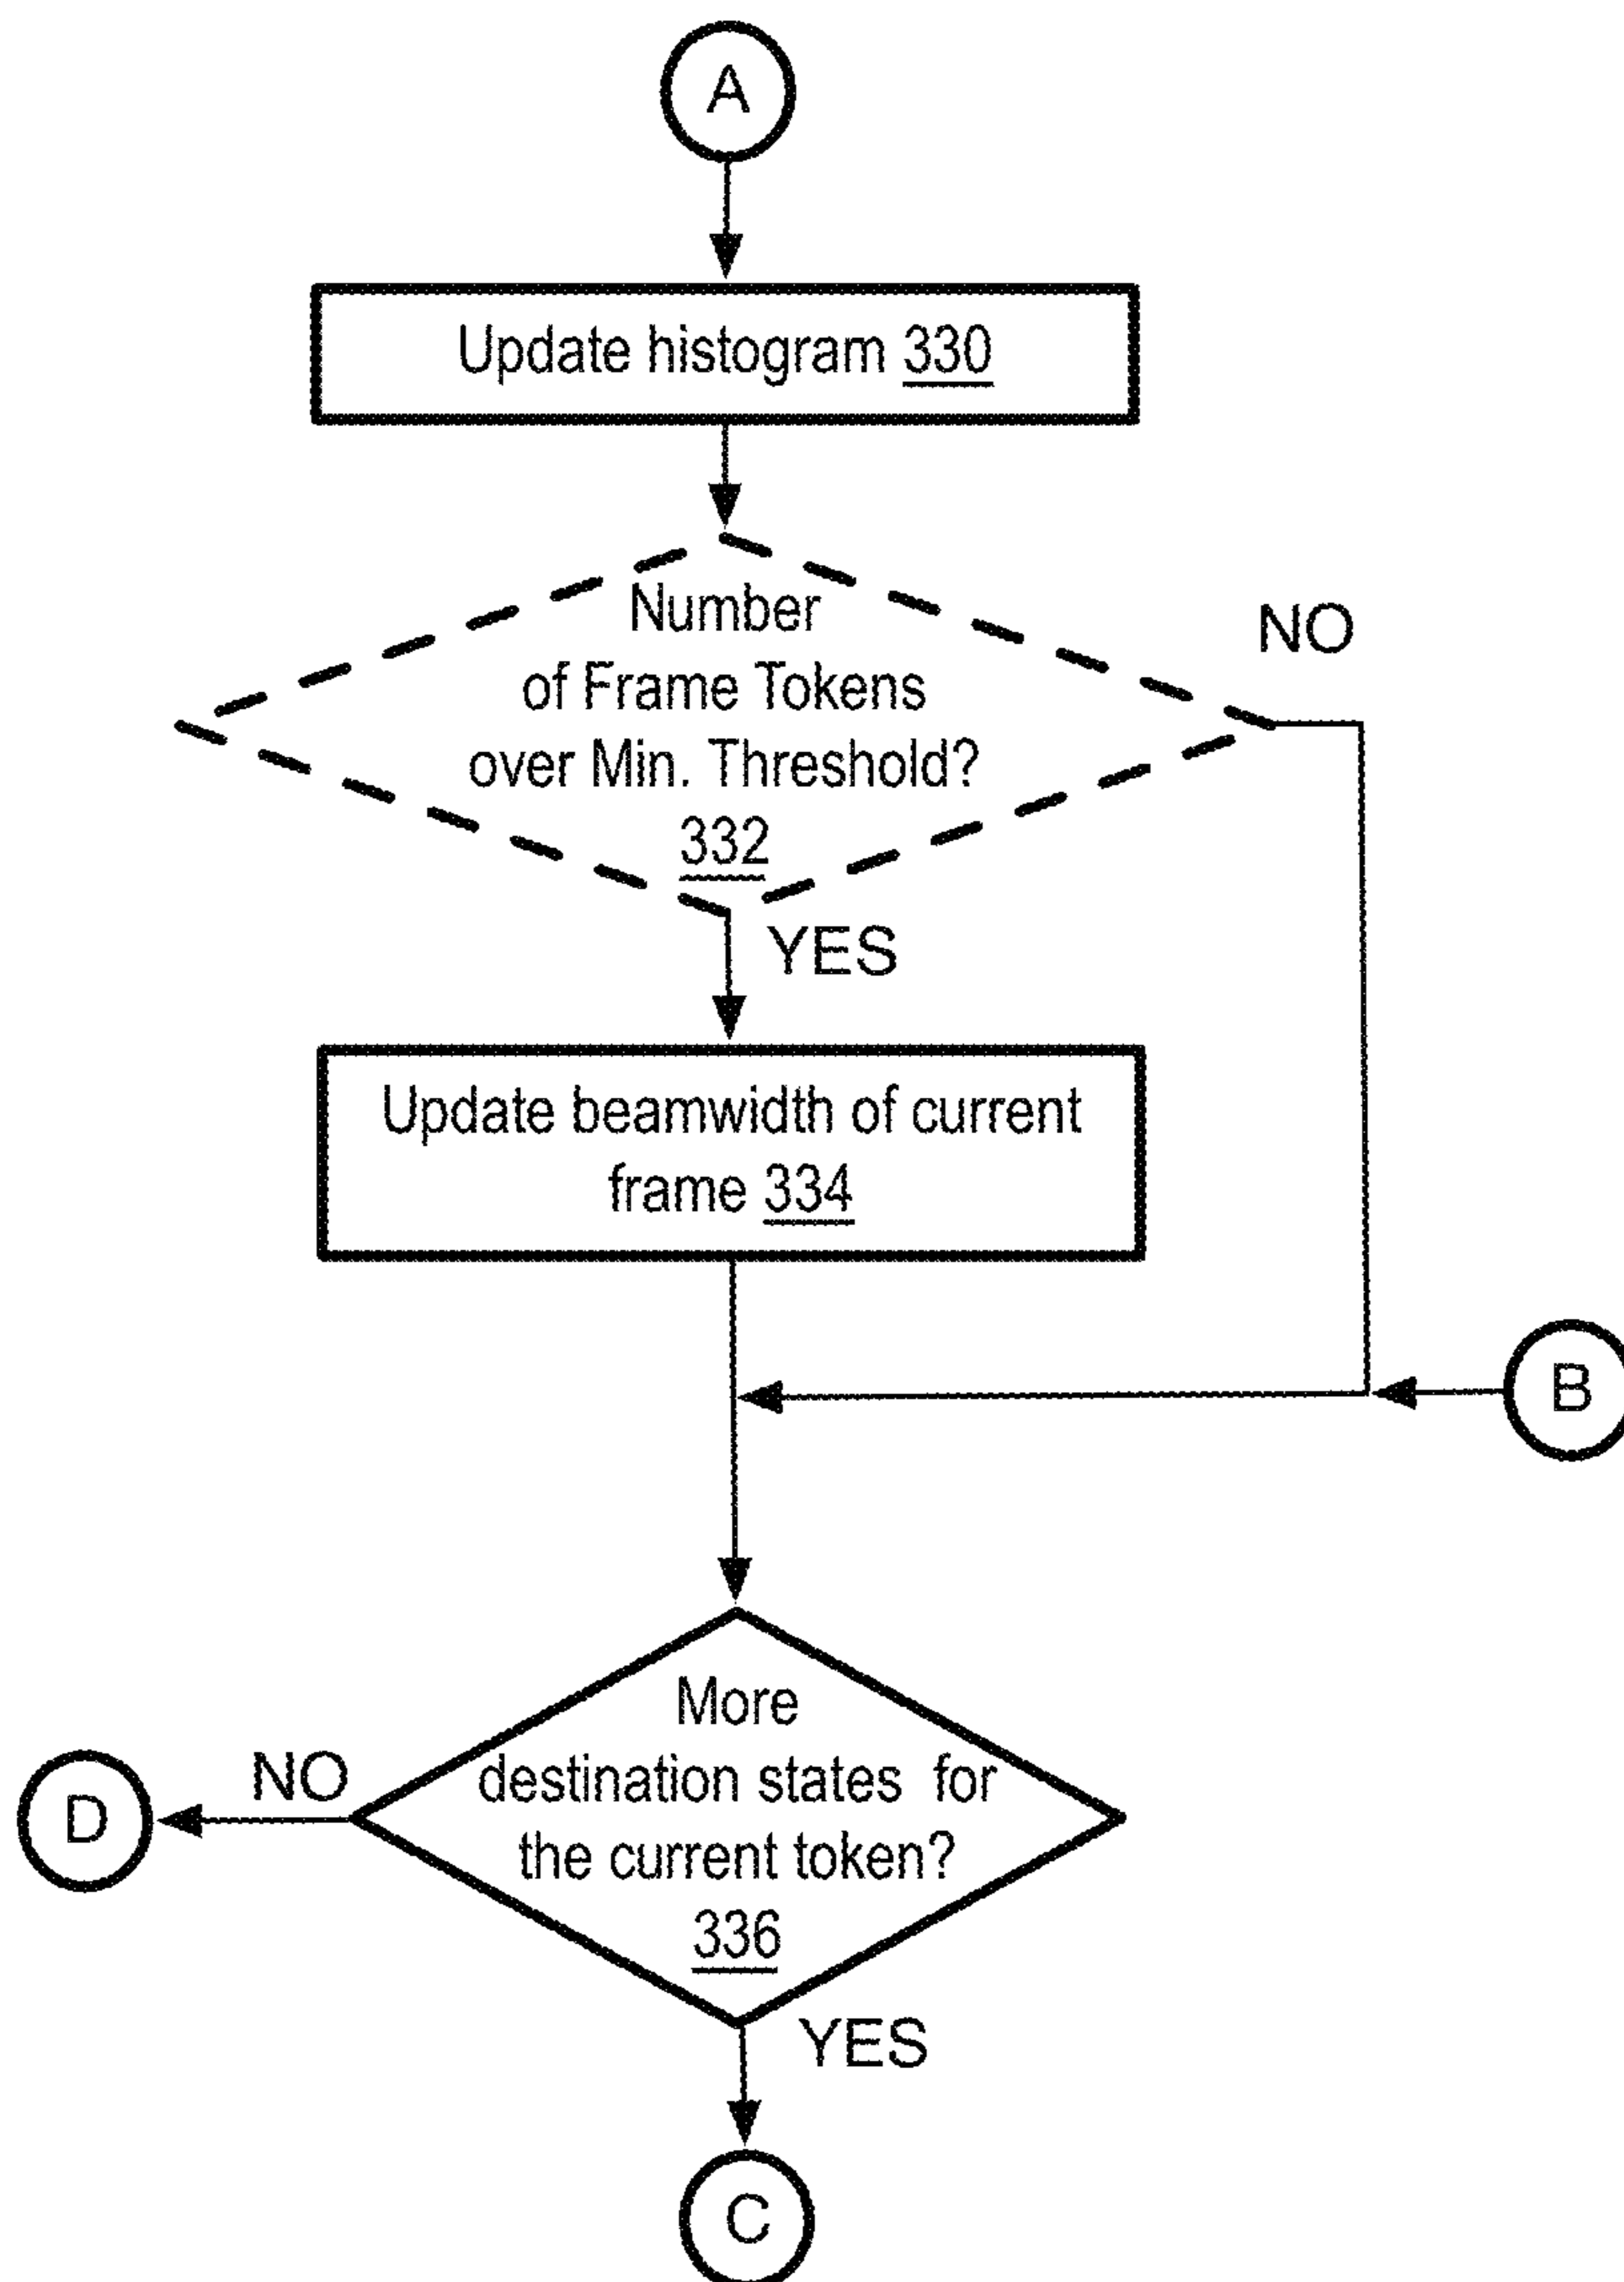 A
Update histogram 330
Number
of Frame Tokens
over Min. Threshold?
332
NO
YES
Update beamwidth of current
frame 334
B
More
destination states for
the current token?
336
NO
D
YES
C